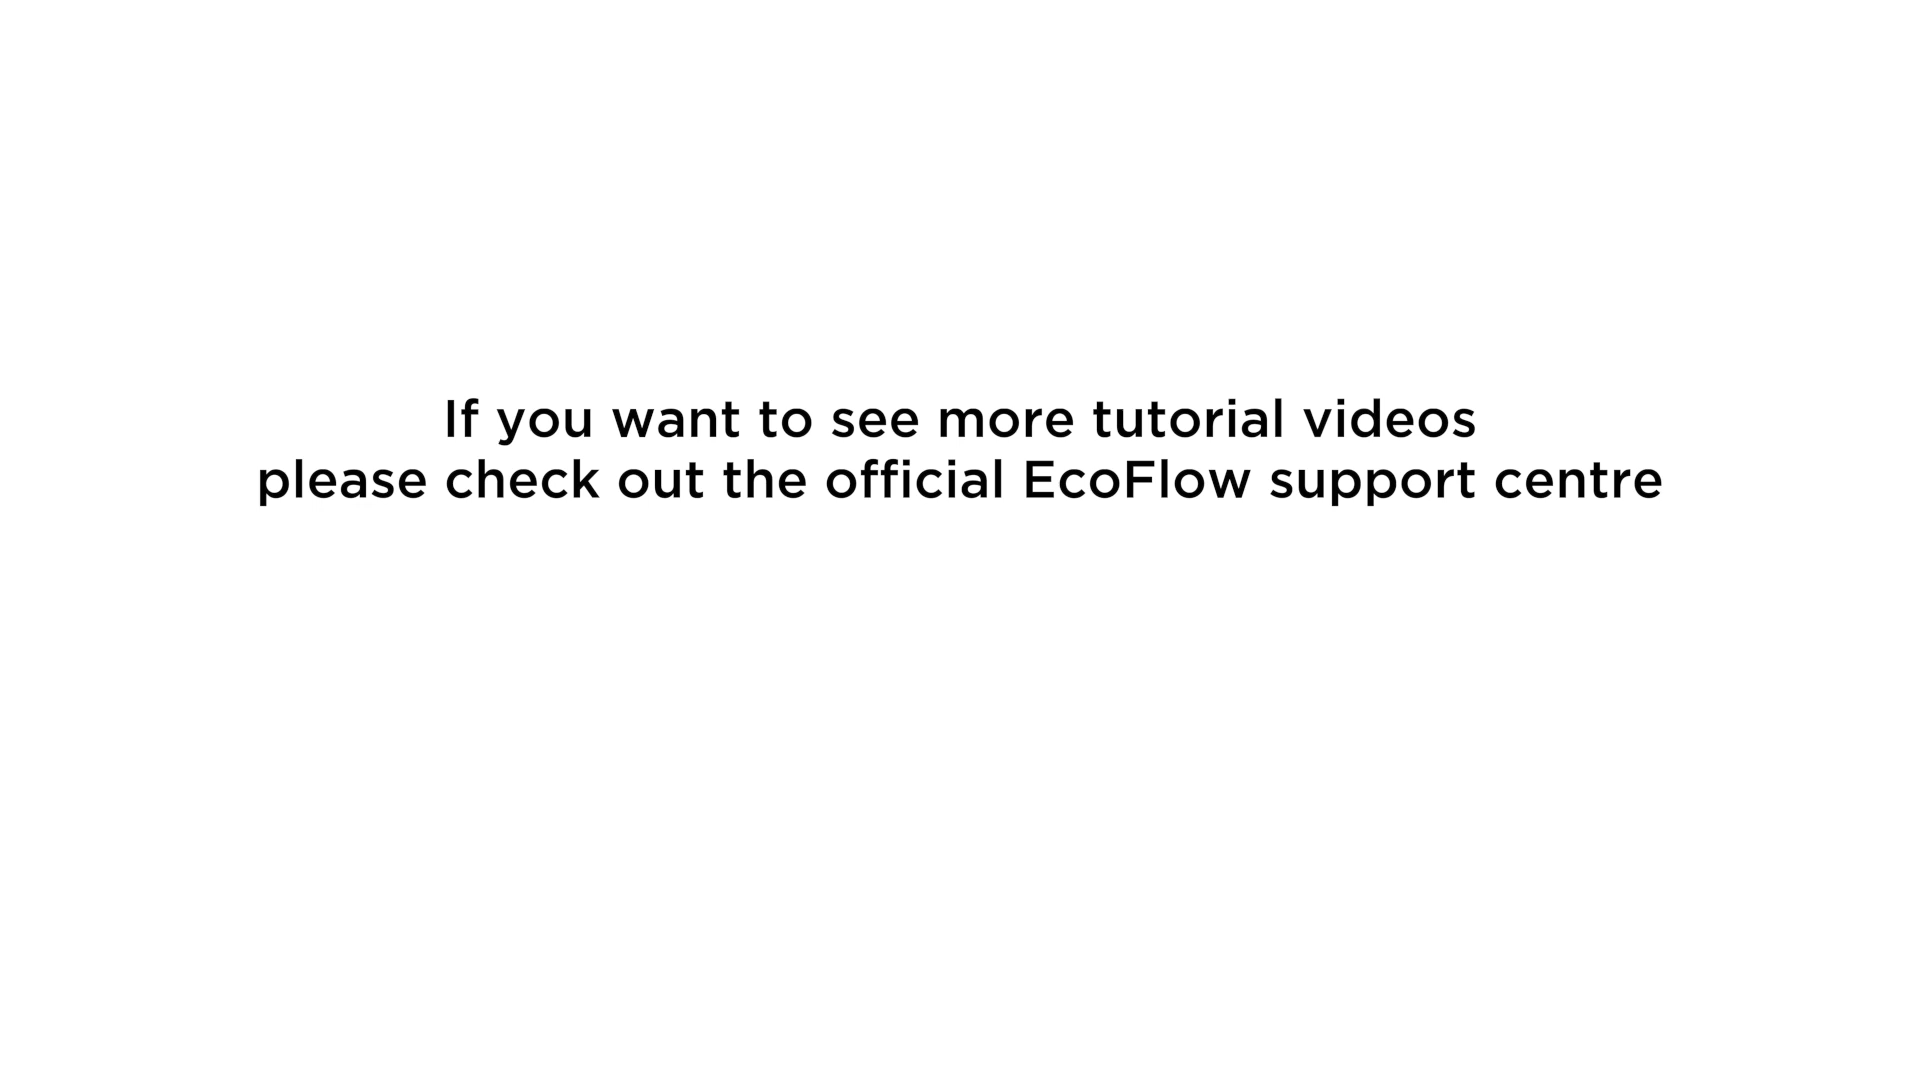 If you want to see more tutorial videos
please check out the official EcoFlow support centre